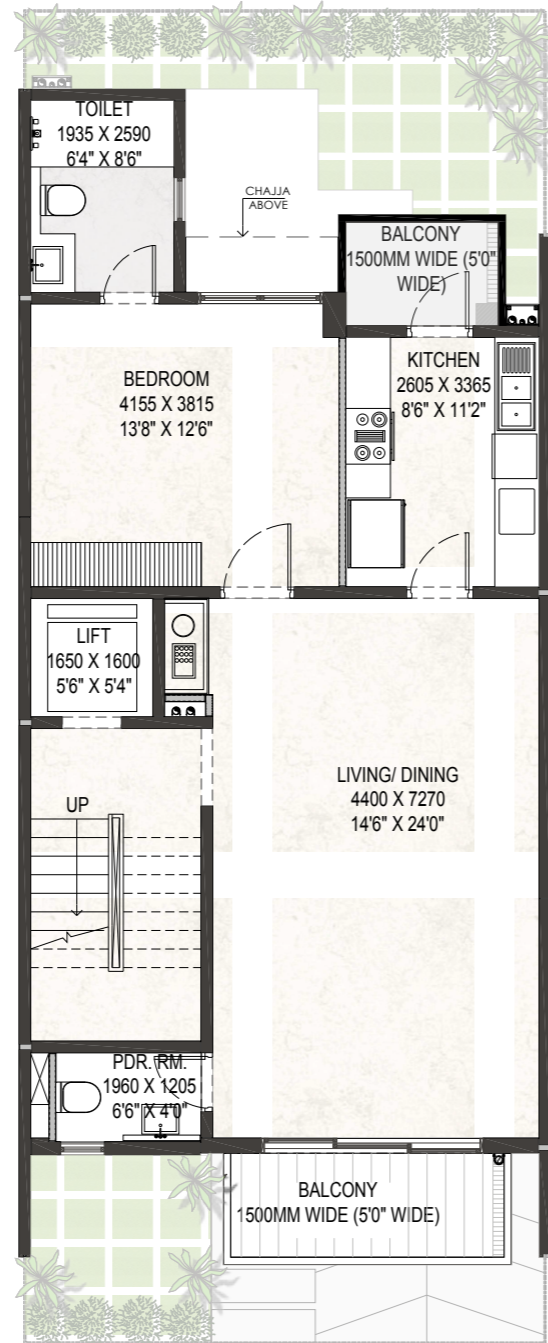 TOILET
1935 X 2590
6'4" X 8'6"
CHAJJA
ABOVE
BALCONY
1500MM WIDE (5'0"
WIDE)
BEDROOM
4155 X 3815
13'8" X 12'6"
KITCHEN
2605 X 3365
8'6" X 11'2"
LIFT
1650 X 1600
5'6" X 5'4"
UP
LIVING/ DINING
4400 X 7270
14'6" X 24'0"
PDR. RM.
1960 X 1205
6'6" X 4'0"
BALCONY
1500MM WIDE (5'0" WIDE)